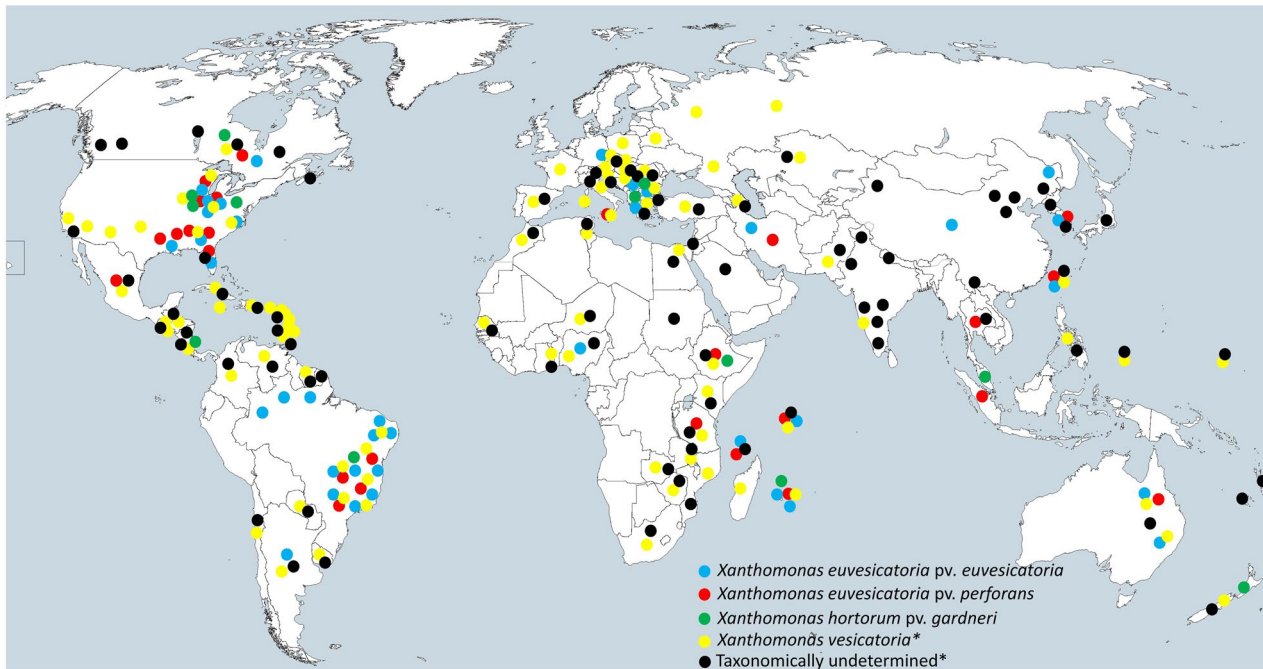 Xanthomonas euvesicatoria pv. euvesicatoria
Xanthomonas euvesicatoria pv. perforans
Xanthomonas hortorum pv. gardneri
Xanthomonas vesicatoria*
Taxonomically undetermined*